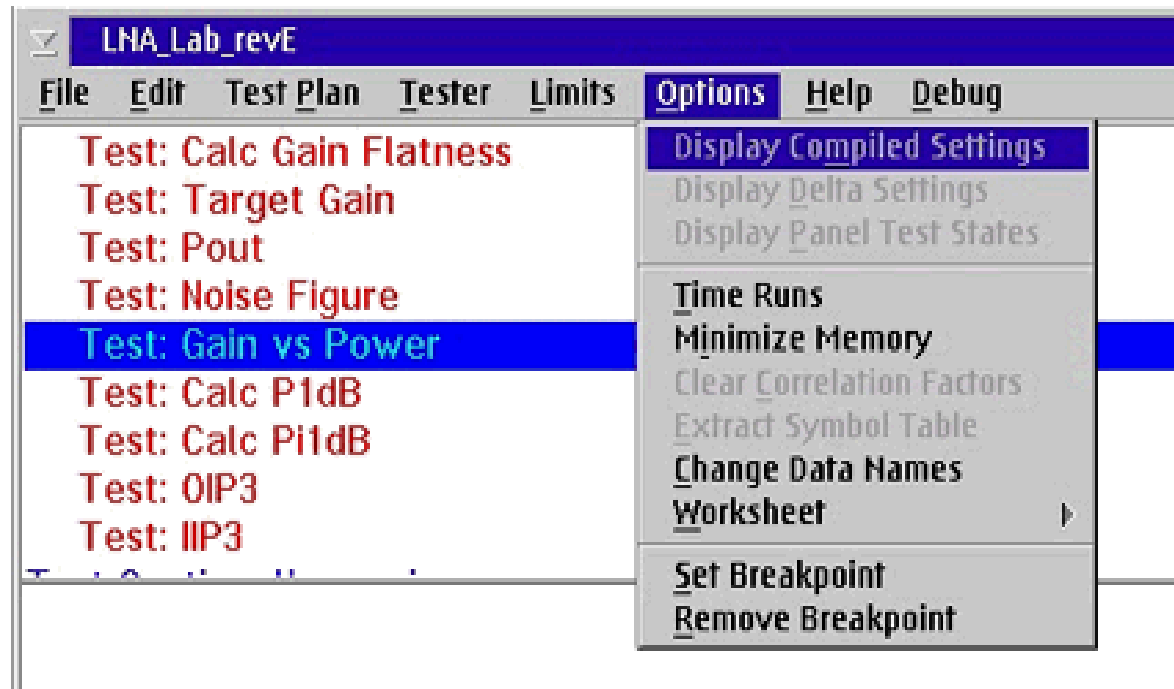 LNA_Lab_revE
File Edit Test Plan Tester Limits Options Help Debug
Test: Calc Gain Flatness
Test: Target Gain
Test: Pout
Test: Noise Figure
Test: Gain vs Power
Test: Calc P1dB
Test: Calc Pi1dB
Test: OIP3
Test: IIP3
Display Compiled Settings
Display Delta Settings
Display Panel Test States
Time Runs
Minimize Memory
Clear Correlation Factors
Extract Symbol Table
Change Data Names
Worksheet
Set Breakpoint
Remove Breakpoint